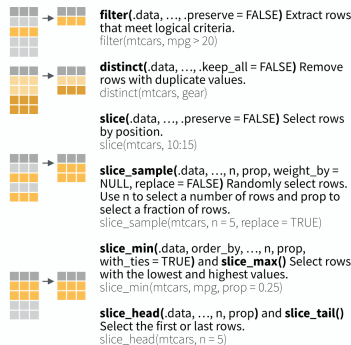 filter(.data, …, .preserve = FALSE) Extract rows
that meet logical criteria.
filter(mtcars, mpg > 20)
distinct(.data, …, .keep_all = FALSE) Remove
rows with duplicate values.
distinct(mtcars, gear)
slice(.data, …, .preserve = FALSE) Select rows
by position.
slice(mtcars, 10:15)
slice_sample(.data, …, n, prop, weight_by =
NULL, replace = FALSE) Randomly select rows.
Use n to select a number of rows and prop to
select a fraction of rows.
slice_sample(mtcars, n = 5, replace = TRUE)
slice_min(.data, order_by, …, n, prop,
with_ties = TRUE) and slice_max() Select rows
with the lowest and highest values.
slice_min(mtcars, mpg, prop = 0.25)
slice_head(.data, …, n, prop) and slice_tail()
Select the first or last rows.
slice_head(mtcars, n = 5)